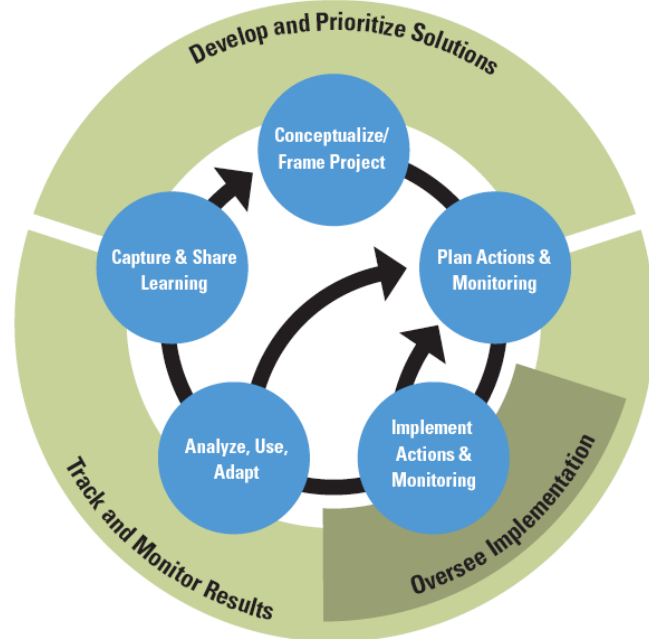 Develop and Prioritize Solutions
Conceptualize/
Frame Project
Capture & Share
Learning
Plan Actions &
Monitoring
Analyze, Use,
Adapt
Implement
Actions &
Monitoring
Track and Monitor Results
Oversee Implementation